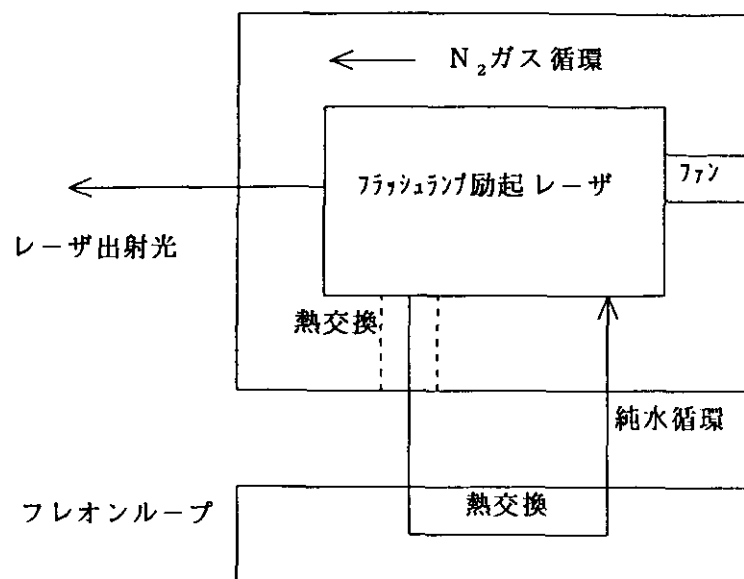 N₂ガス循環
フラッシュランプ励起レーザ
ファン
レーザ出射光
熱交換
純水循環
フレオンループ
熱交換